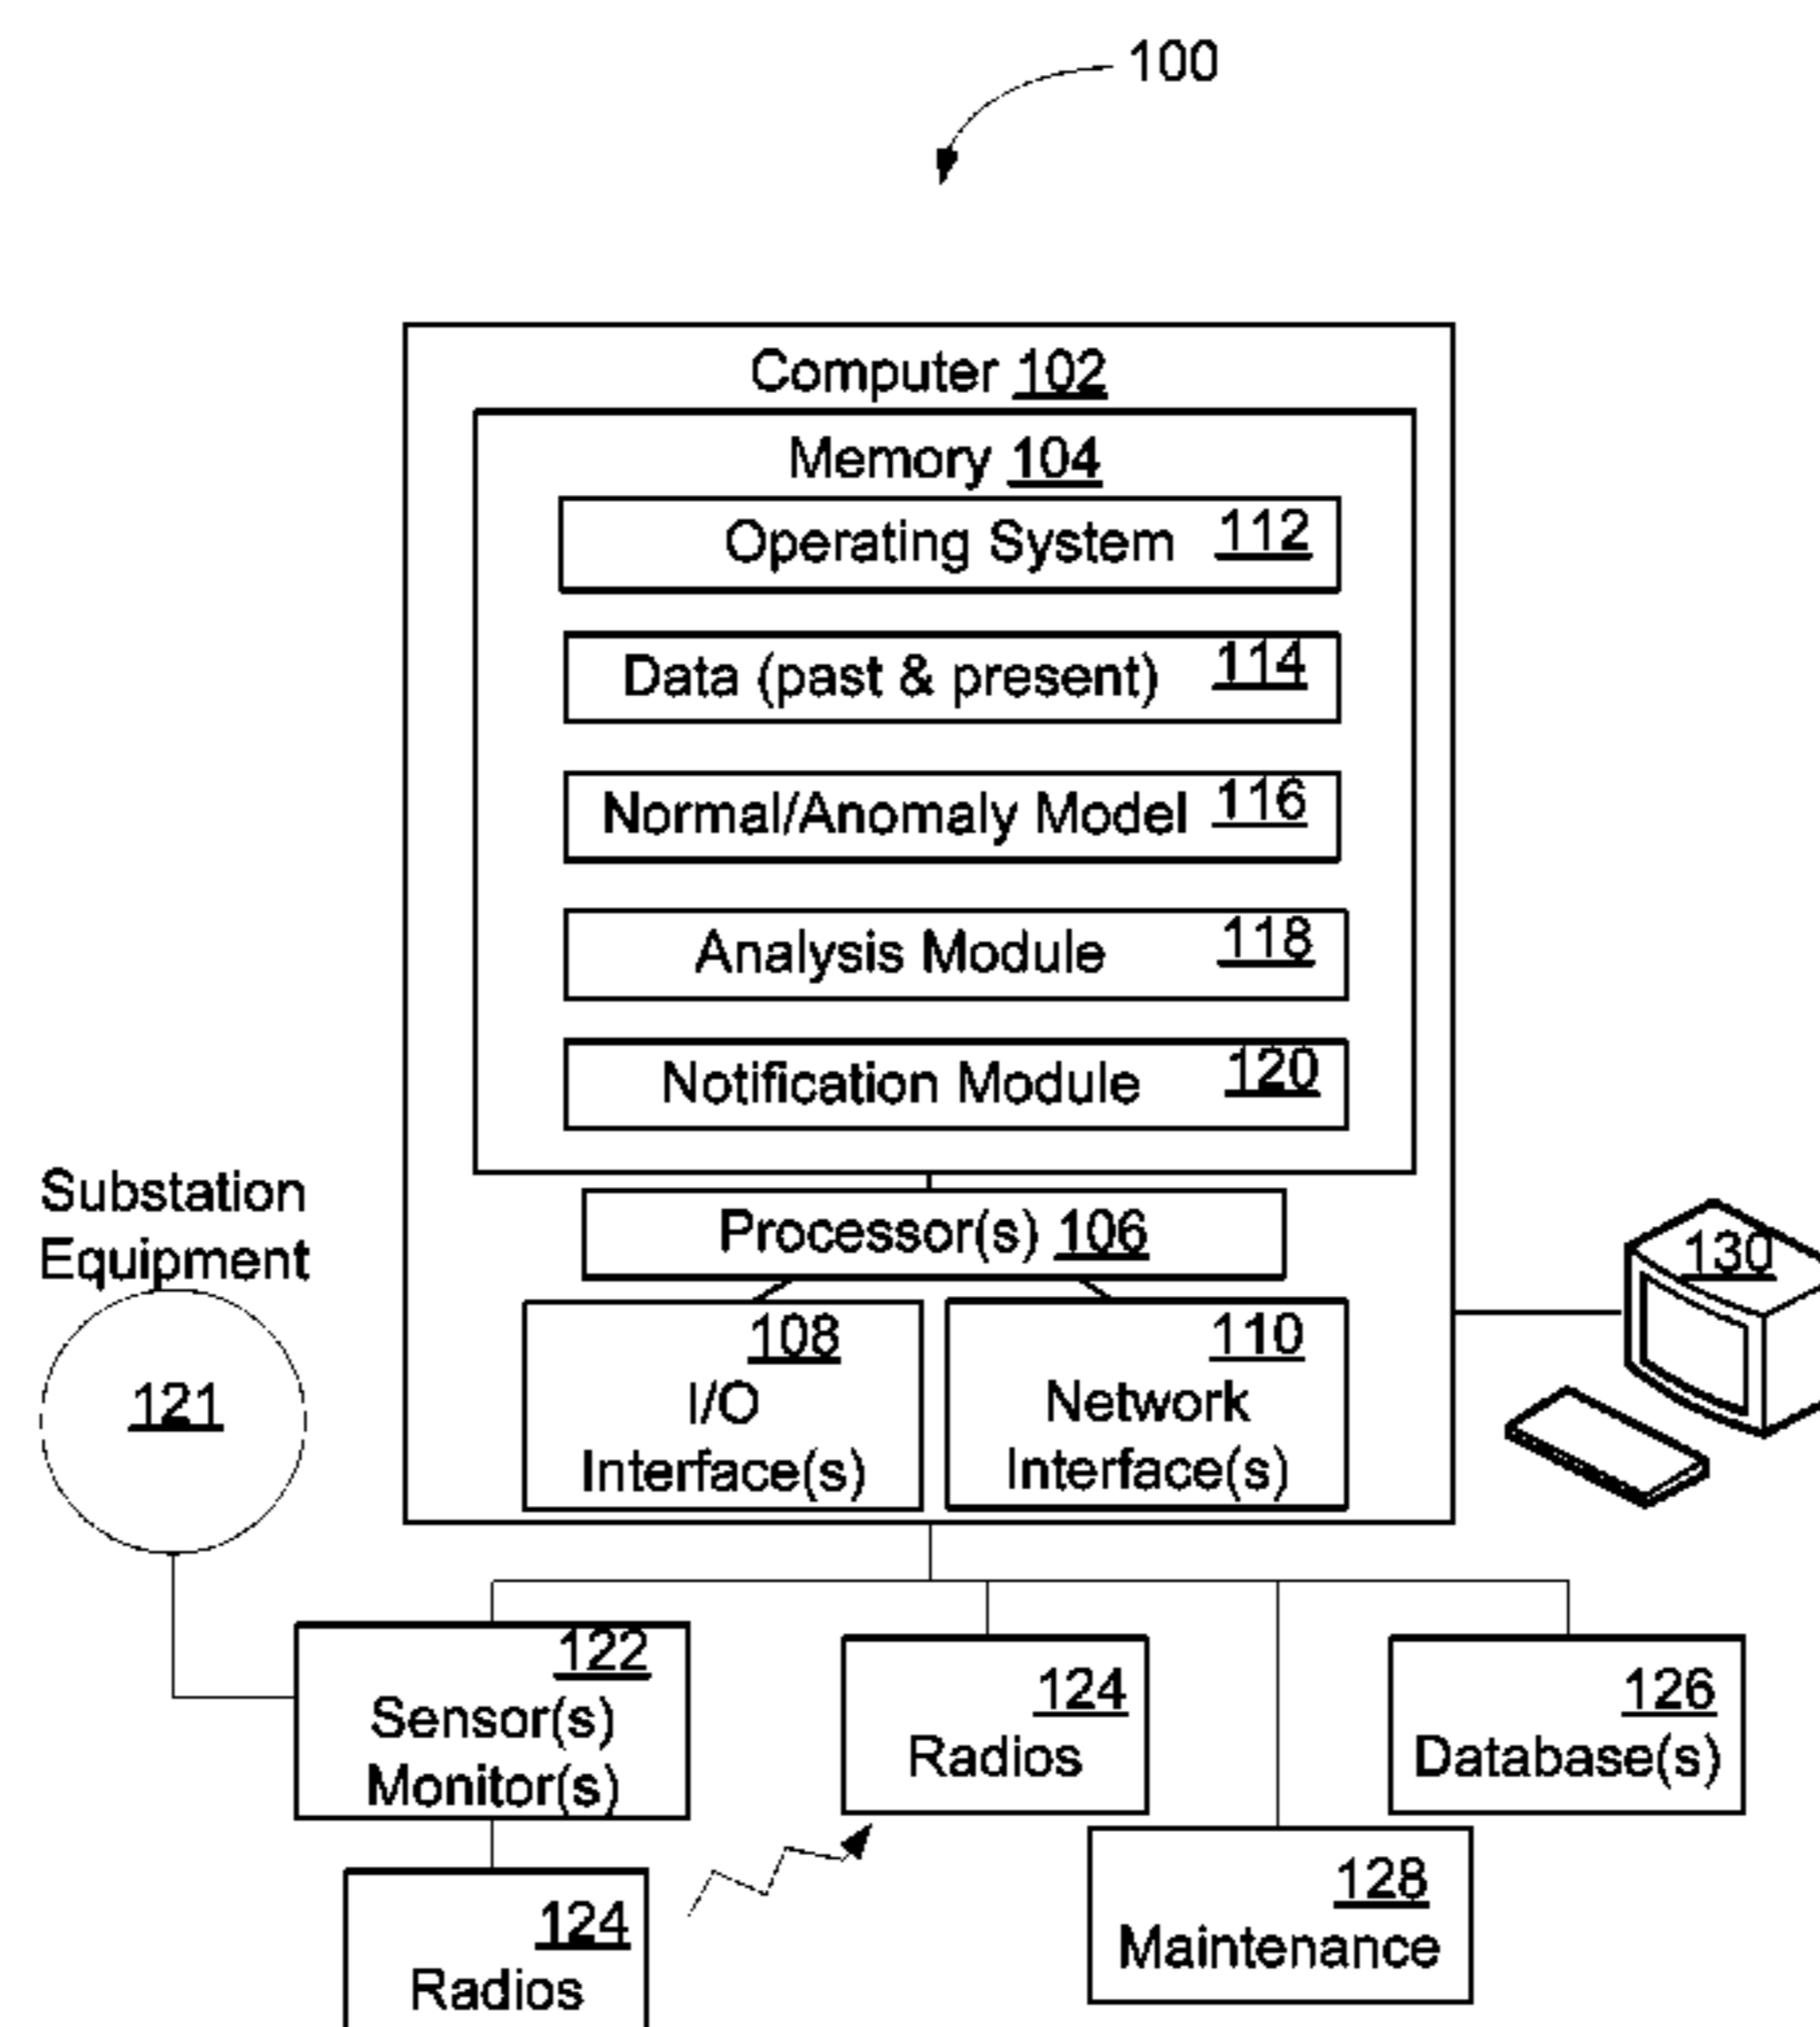 100
Computer 102
Memory 104
Operating System 112
Data (past & present) 114
Normal/Anomaly Model 116
Analysis Module 118
Notification Module 120
Substation
Equipment
121
Processor(s) 106
130
108
I/O
Interface(s)
110
Network
Interface(s)
122
Sensor(s)
Monitor(s)
124
Radios
126
Database(s)
128
Maintenance
124
Radios